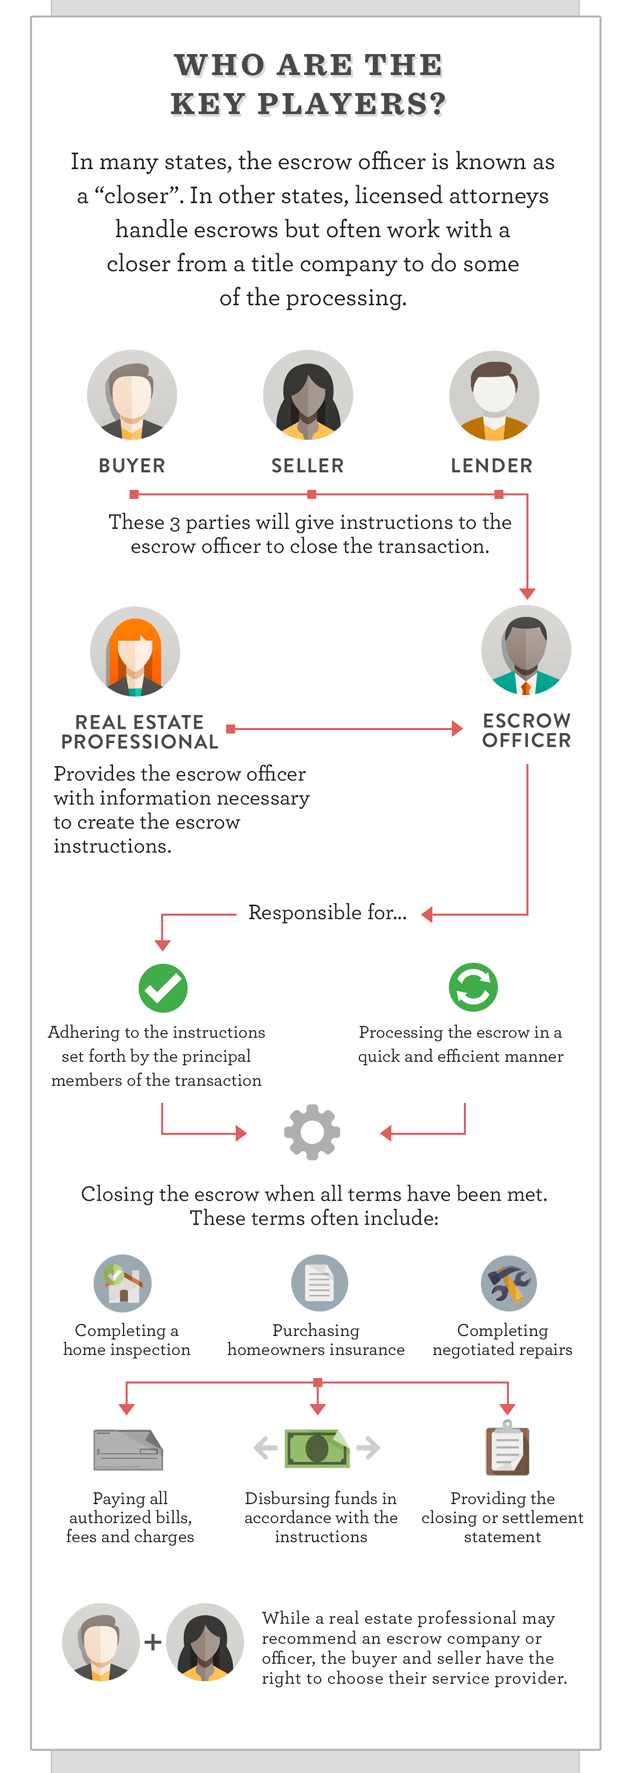 WHO ARE THE
KEY PLAYERS?
In many states, the escrow officer is known as
a “closer”. In other states, licensed attorneys
handle escrows but often work with a
closer from a title company to do some
of the processing.
BUYER
SELLER
LENDER
These 3 parties will give instructions to the
escrow officer to close the transaction.
REAL ESTATE
PROFESSIONAL
ESCROW
OFFICER
Provides the escrow officer
with information necessary
to create the escrow
instructions.
Responsible for...
Adhering to the instructions
set forth by the principal
members of the transaction
Processing the escrow in a
quick and efficient manner
Closing the escrow when all terms have been met.
These terms often include:
Completing a
home inspection
Purchasing
homeowners insurance
Completing
negotiated repairs
Paying all
authorized bills,
fees and charges
Disbursing funds in
accordance with the
instructions
Providing the
closing or settlement
statement
+
While a real estate professional may
recommend an escrow company or
officer, the buyer and seller have the
right to choose their service provider.